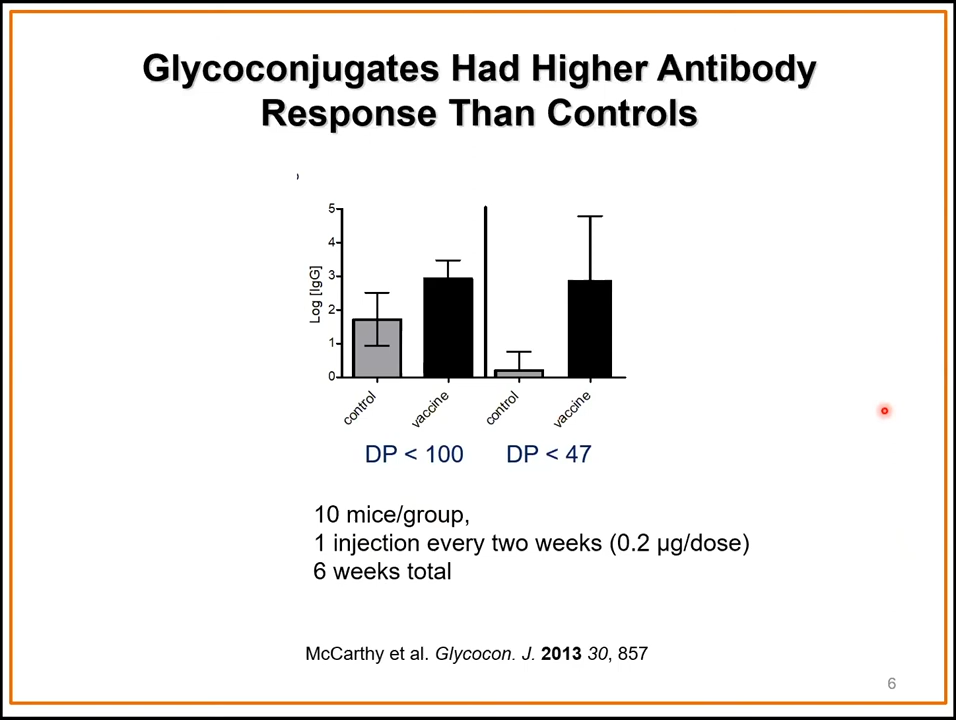 Glycoconjugates Had Higher Antibody
Response Than Controls
5
4
3
2
1
0
Log [IgG]
control
vaccine
control
vaccine
DP < 100
DP < 47
10 mice/group,
1 injection every two weeks (0.2 µg/dose)
6 weeks total
McCarthy et al. Glycocon. J. 2013 30, 857
6